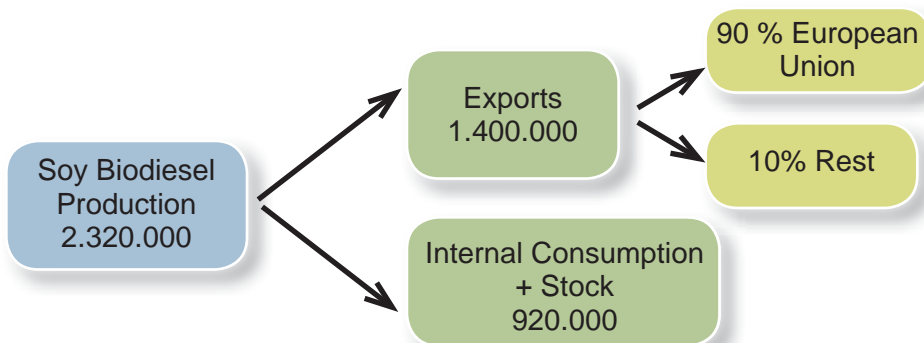 Soy Biodiesel
Production
2.320.000
Exports
1.400.000
90 % European
Union
10% Rest
Internal Consumption
+ Stock
920.000